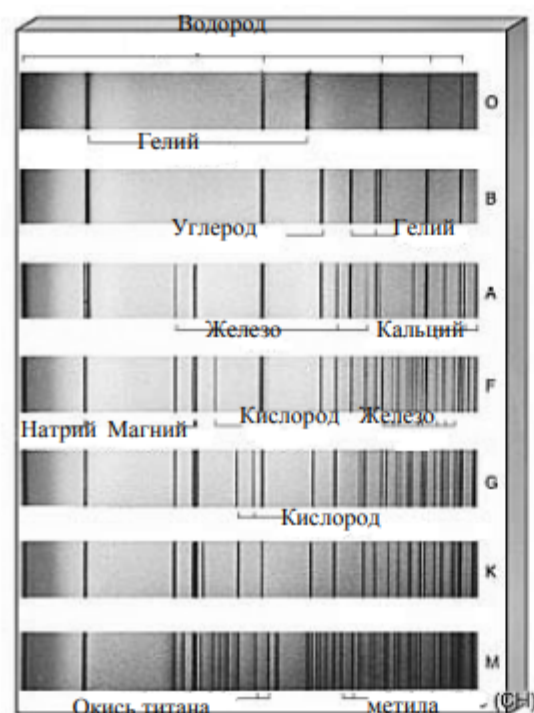 Водород
O
Гелий
B
Углерод Гелий
A
Железо Кальций
F
Натрий Магний Кислород Железо
G
Кислород
K
M
Окись титана метила (CH)